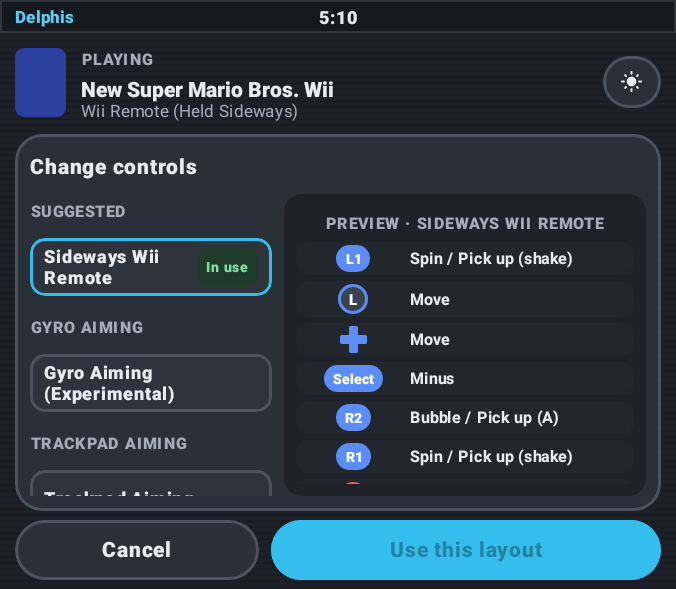 Delphis
5:10
PLAYING
New Super Mario Bros. Wii
Wii Remote (Held Sideways)
Change controls
SUGGESTED
Sideways Wii
Remote
In use
GYRO AIMING
Gyro Aiming
(Experimental)
TRACKPAD AIMING
Trackpad Aiming
PREVIEW · SIDEWAYS WII REMOTE
L1 Spin / Pick up (shake)
L Move
Move
Select Minus
R2 Bubble / Pick up (A)
R1 Spin / Pick up (shake)
Cancel
Use this layout